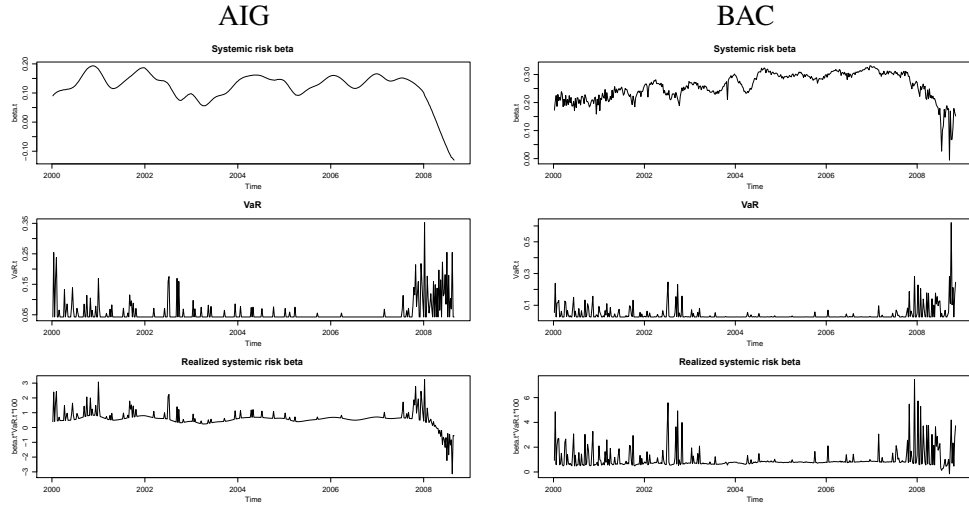 AIG
Systemic risk beta
beta.t
0.20
0.10
0.00
−0.10
2000 2002 2004 2006 2008
Time
VaR
VaR.t
0.35
0.25
0.15
0.05
2000 2002 2004 2006 2008
Time
Realized systemic risk beta
beta.t*VaR.t*100
3
2
1
0
−1
−2
−3
2000 2002 2004 2006 2008
Time
BAC
Systemic risk beta
beta.t
0.30
0.20
0.10
0.00
2000 2002 2004 2006 2008
Time
VaR
VaR.t
0.5
0.3
0.1
2000 2002 2004 2006 2008
Time
Realized systemic risk beta
beta.t*VaR.t*100
6
4
2
0
2000 2002 2004 2006 2008
Time